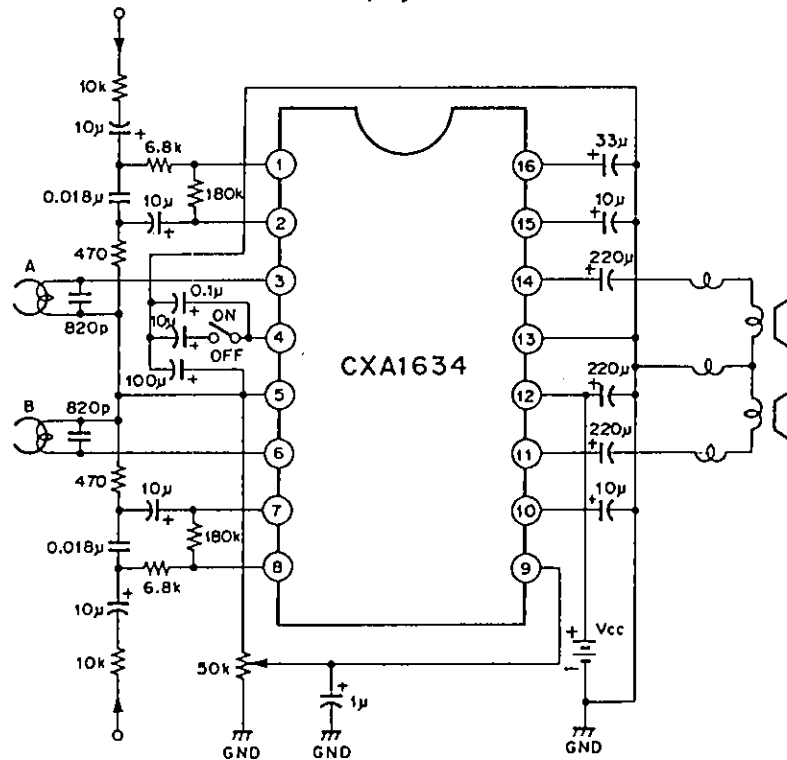 10k
10μ +
6.8k
0.018μ
180k
10μ
+
470
A
820p
0.1μ
+
ON
10μ
+
OFF
100μ
+
B
820p
470
10μ
+
180k
0.018μ
6.8k
10μ
+
10k
1
2
3
4
5
6
7
8
CXA1634
16
15
14
13
12
11
10
9
33μ
+
10μ
+
220μ
+
220μ
+
220μ
+
10μ
+
50k
+
1μ
+
Vcc
-
GND
GND
GND